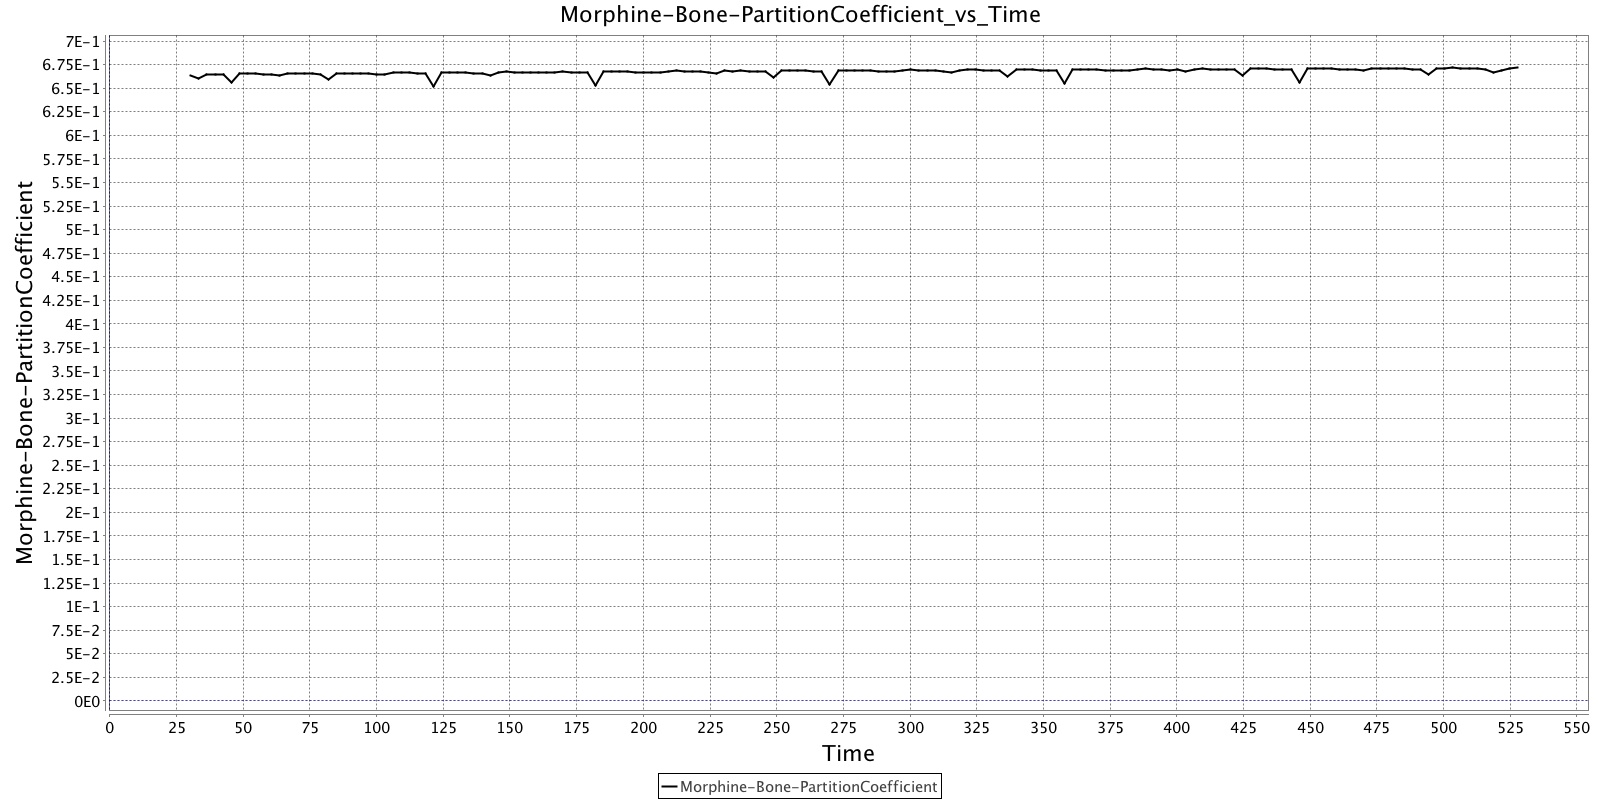 Morphine-Bone-PartitionCoefficient_vs_Time
Morphine-Bone-PartitionCoefficient
7E-1
6.75E-1
6.5E-1
6.25E-1
6E-1
5.75E-1
5.5E-1
5.25E-1
5E-1
4.75E-1
4.5E-1
4.25E-1
4E-1
3.75E-1
3.5E-1
3.25E-1
3E-1
2.75E-1
2.5E-1
2.25E-1
2E-1
1.75E-1
1.5E-1
1.25E-1
1E-1
7.5E-2
5E-2
2.5E-2
0E0
0 25 50 75 100 125 150 175 200 225 250 275 300 325 350 375 400 425 450 475 500 525 550
Time
Morphine-Bone-PartitionCoefficient